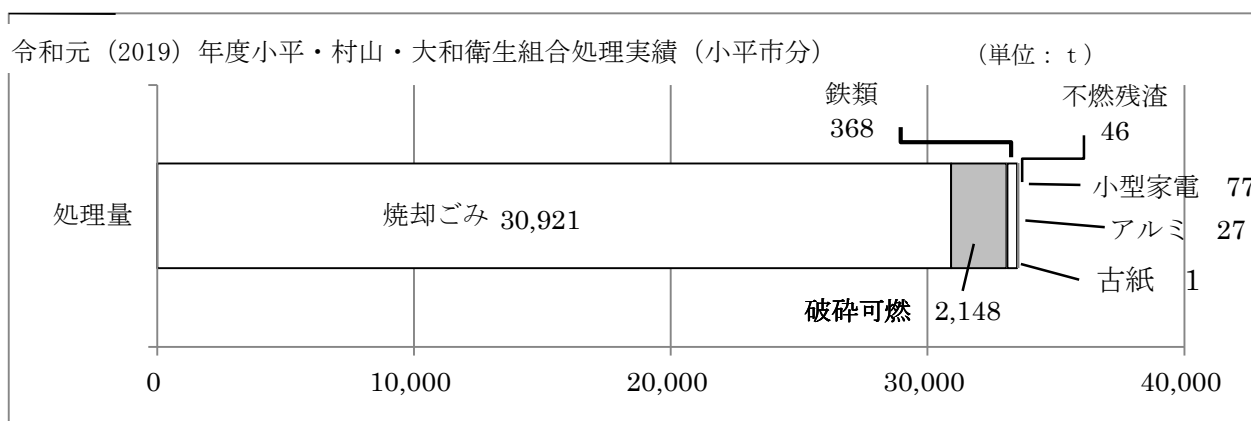 令和元（2019）年度小平・村山・大和衛生組合処理実績（小平市分） （単位：ｔ）
鉄類
368
不燃残渣
46
小型家電 77
処理量
焼却ごみ 30,921
アルミ 27
古紙 1
破砕可燃 2,148
0 10,000 20,000 30,000 40,000